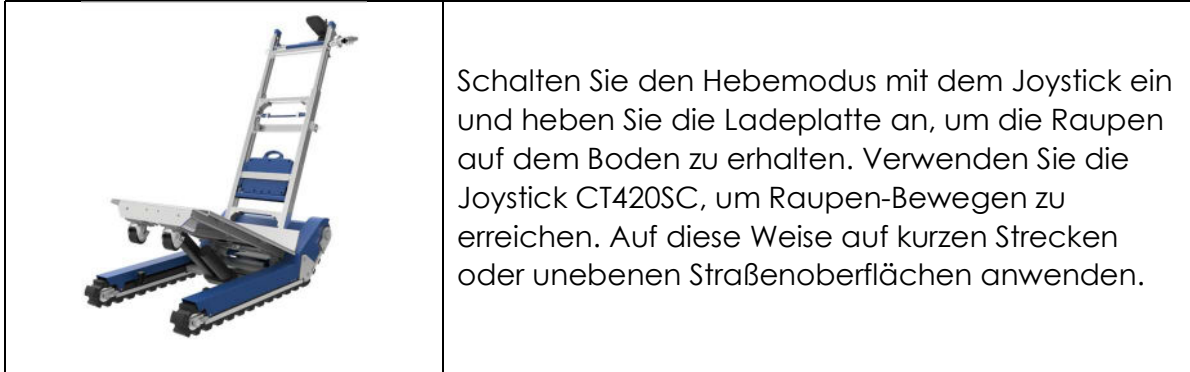 Schalten Sie den Hebemodus mit dem Joystick ein
und heben Sie die Ladeplatte an, um die Raupen
auf dem Boden zu erhalten. Verwenden Sie die
Joystick CT420SC, um Raupen-Bewegen zu
erreichen. Auf diese Weise auf kurzen Strecken
oder unebenen Straßenoberflächen anwenden.